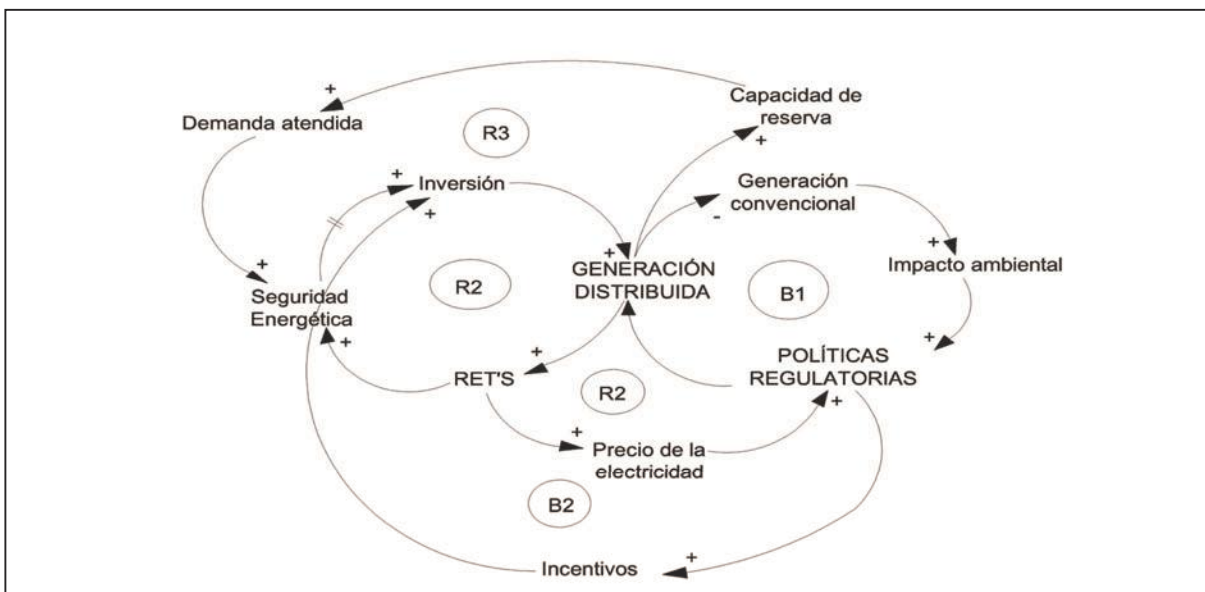 +
Demanda atendida
Capacidad de
reserva
+
R3
+
Inversión
+
Generación
convencional
-
+
Impacto ambiental
+
Seguridad
Energética
+
R2
+
GENERACIÓN
DISTRIBUIDA
B1
+
POLÍTICAS
REGULATORIAS
+
+
RET'S
R2
+
Precio de la
electricidad
B2
+
Incentivos